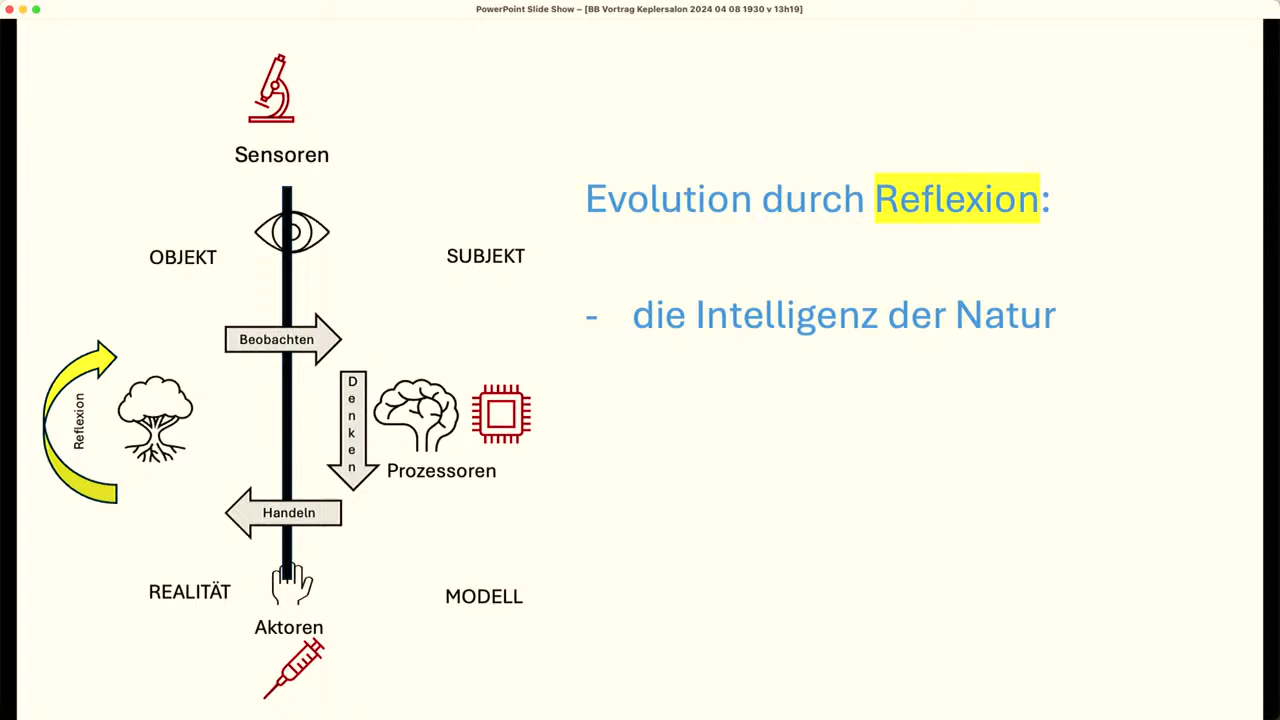 PowerPoint Slide Show – [BB Vortrag Keplersalon 2024 04 08 1930 v 13h19]
Sensoren
Evolution durch Reflexion:
OBJEKT
SUBJEKT
- die Intelligenz der Natur
Beobachten
Denken
Reflexion
Prozessoren
Handeln
REALITÄT
MODELL
Aktoren